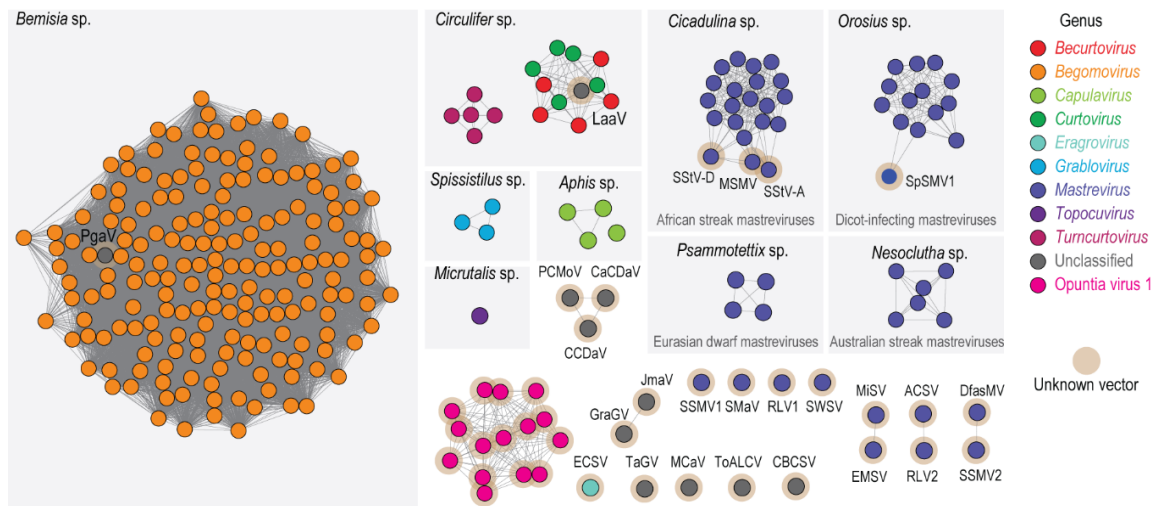 Bemisia sp.
PgaV
Circulifer sp.
LaaV
Cicadulina sp.
SStV-D
MSMV
SStV-A
African streak mastreviruses
Orosius sp.
SpSMV1
Dicot-infecting mastreviruses
Spissistilus sp.
Aphis sp.
Micrutalis sp.
PCMoV
CaCDaV
CCDaV
Psammotettix sp.
Eurasian dwarf mastreviruses
Nesoclutha sp.
Australian streak mastreviruses
JmaV
GraGV
SSMV1
SMaV
RLV1
SWSV
MiSV
ACSV
DfasMV
EMSV
RLV2
SSMV2
ECSV
TaGV
MCaV
ToALCV
CBCSV
Genus
Becurtovirus
Begomovirus
Capulavirus
Curtovirus
Eragrovirus
Grablovirus
Mastrevirus
Topocuvirus
Turncurtovirus
Unclassified
Opuntia virus 1
Unknown vector